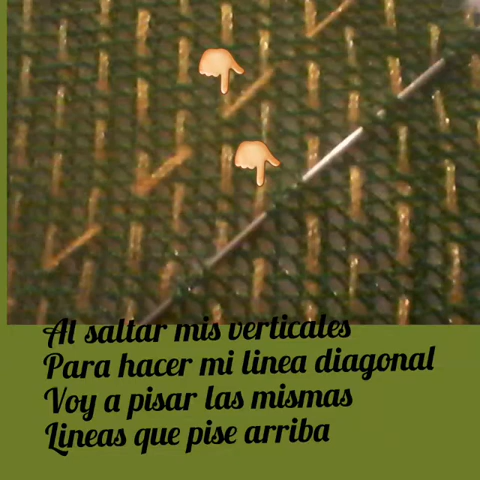 Al saltar mis verticales
Para hacer mi linea diagonal
Voy a pisar las mismas
Lineas que pise arriba